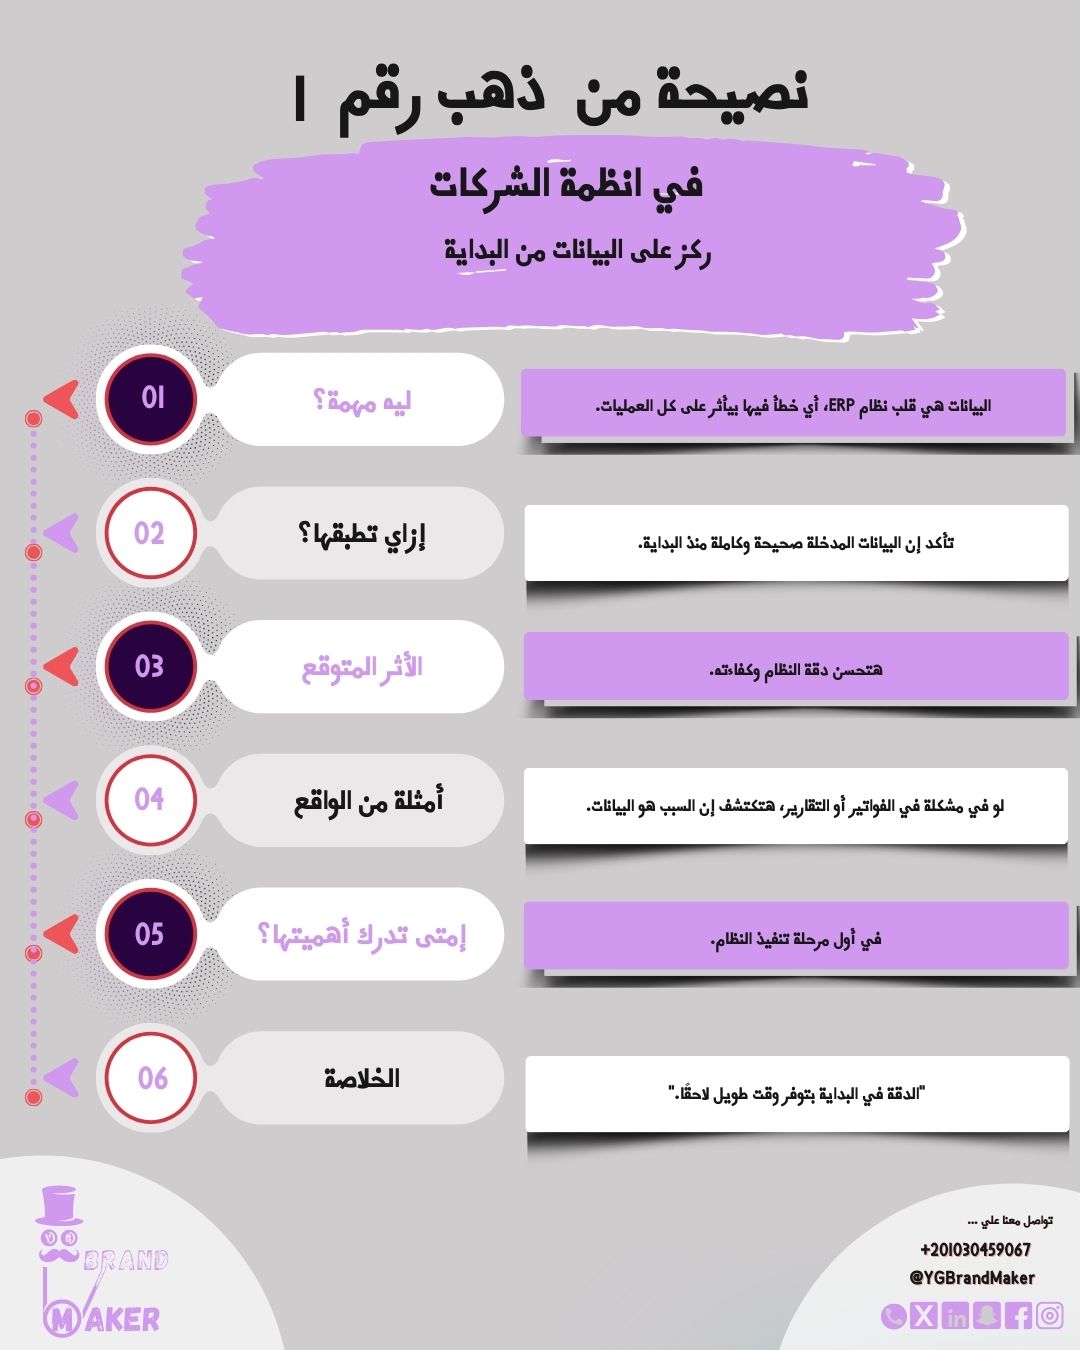 نصيحة من ذهب رقم 1
في انظمة الشركات
ركز على البيانات من البداية
01
ليه مهمة؟
البيانات هي قلب نظام ERP، أي خطأ فيها بيأثر على كل العمليات.
02
إزاي تطبقها؟
تأكد إن البيانات المدخلة صحيحة وكاملة منذ البداية.
03
الأثر المتوقع
هتحسن دقة النظام وكفاءته.
04
أمثلة من الواقع
لو في مشكلة في الفواتير أو التقارير، هتكتشف إن السبب هو البيانات.
05
إمتى تدرك أهميتها؟
في أول مرحلة تنفيذ النظام.
06
الخلاصة
"الدقة في البداية بتوفر وقت طويل لاحقًا."
BRAND
MAKER
تواصل معنا علي ...
+201030459067
@YGBrandMaker